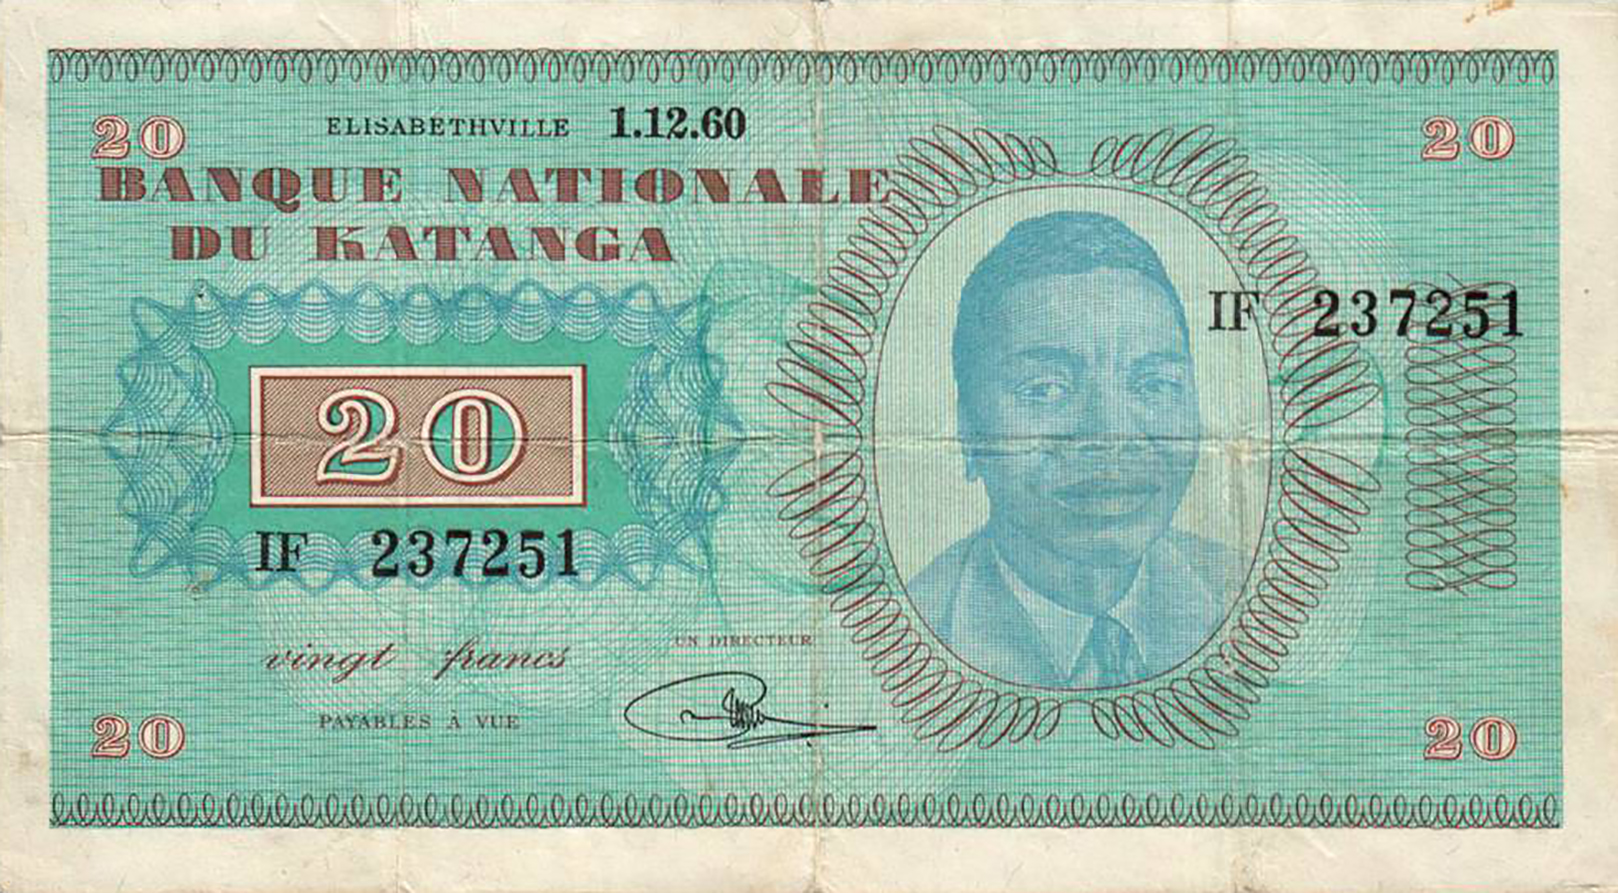 20 ELISABETHVILLE 1.12.60 20
BANQUE NATIONALE
DU KATANGA
IF 237251
20
IF 237251
vingt francs
UN DIRECTEUR
PAYABLES À VUE
20 20